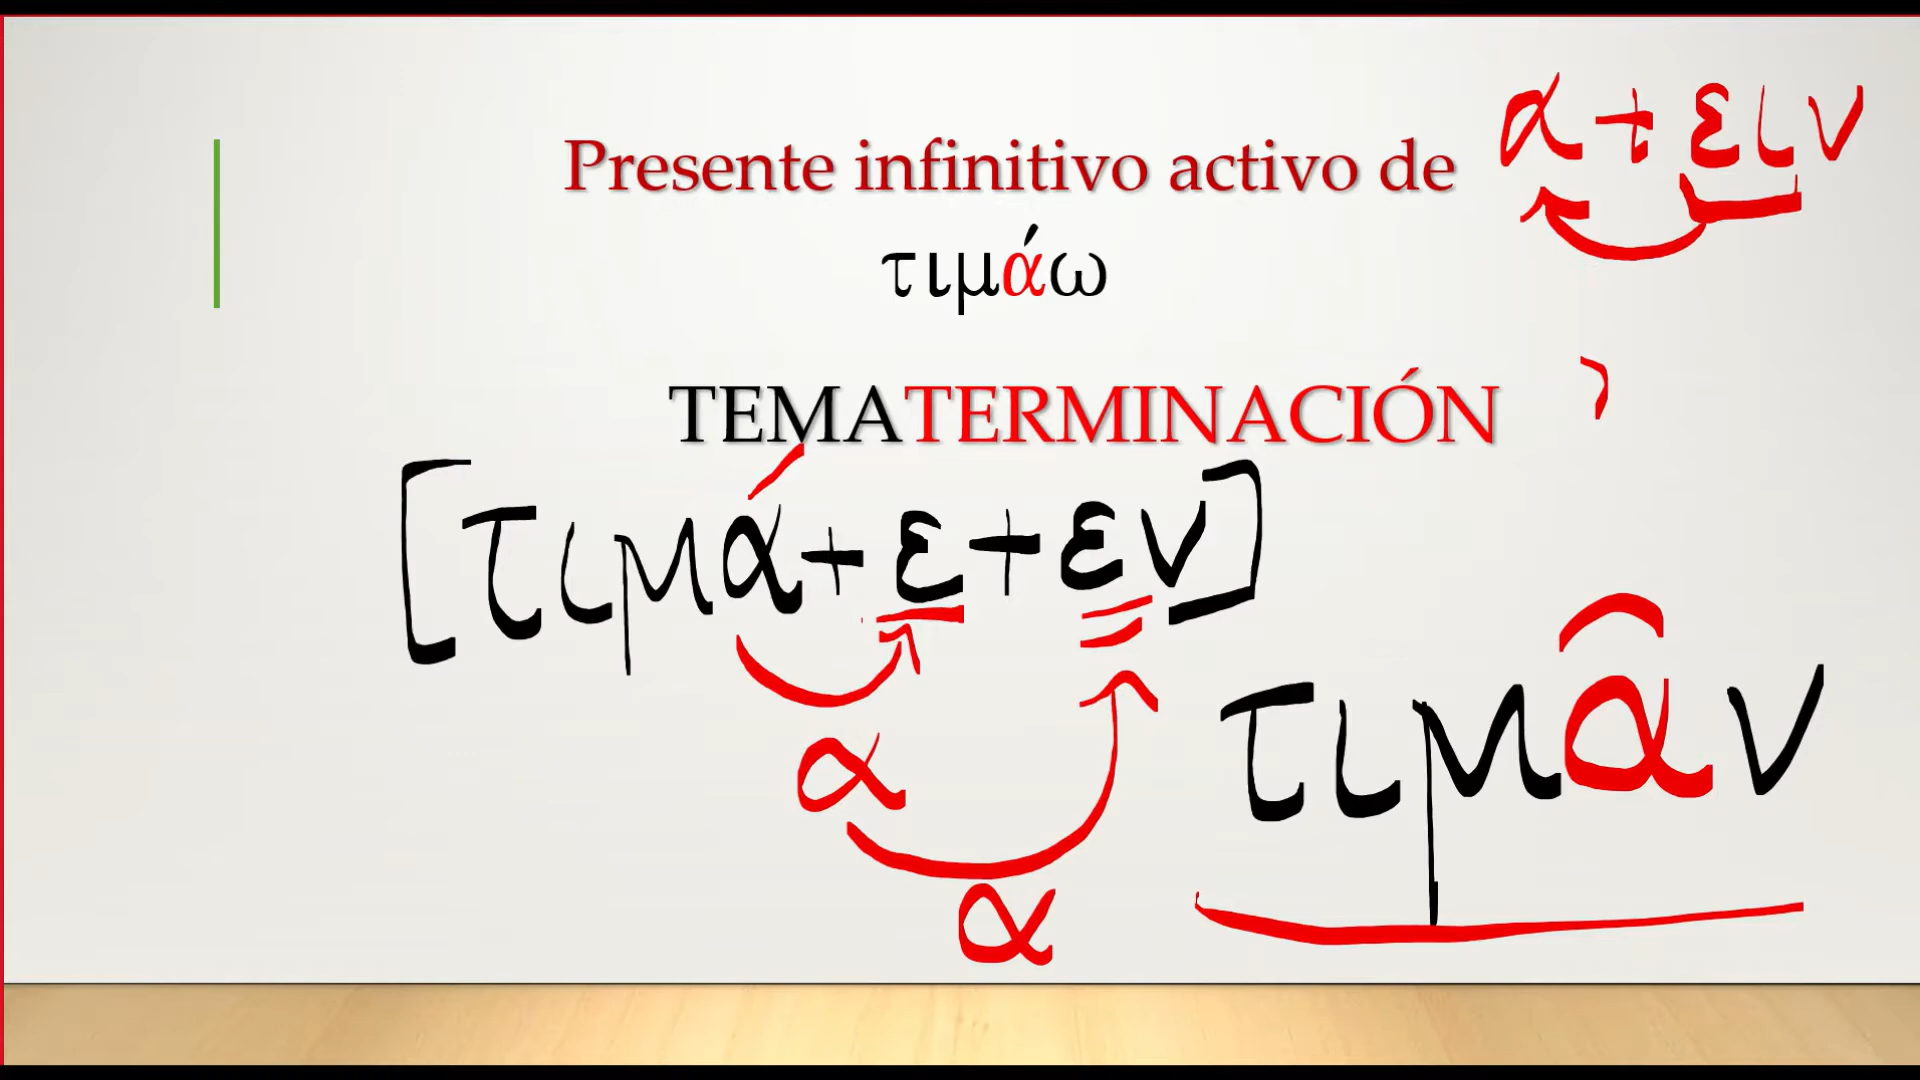 Presente infinitivo activo de
α + ειν
τιμάω
TEMATERMINACIÓN
[τιμά + ε + εν]
τιμᾶν
α
α